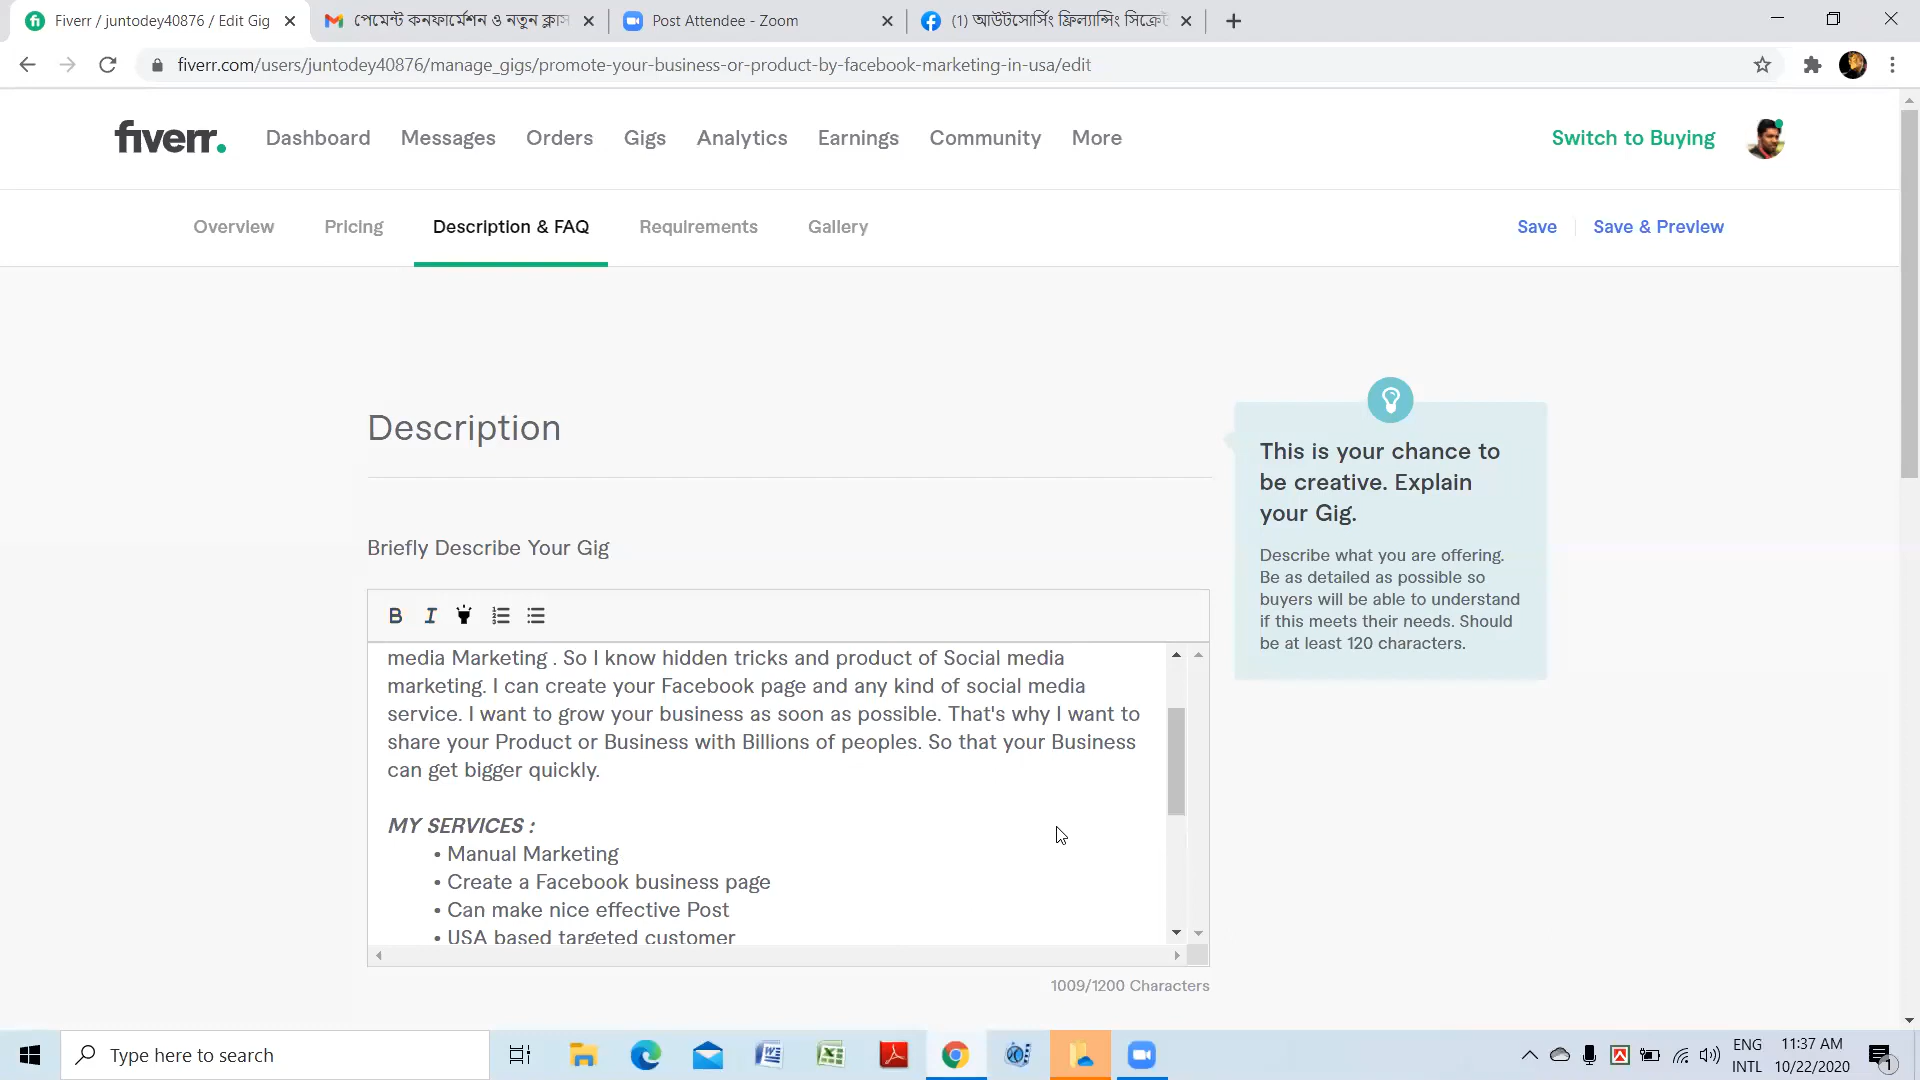 Fiverr / juntodey40876 / Edit Gig
পেমেন্ট কনফার্মেশন ও নতুন ক্লাস
Post Attendee - Zoom
(1) আউটসোর্সিং ফ্রিল্যান্সিং সিক্রেট
fiverr.com/users/juntodey40876/manage_gigs/promote-your-business-or-product-by-facebook-marketing-in-usa/edit
fiverr.
Dashboard
Messages
Orders
Gigs
Analytics
Earnings
Community
More
Switch to Buying
Overview
Pricing
Description & FAQ
Requirements
Gallery
Save
Save & Preview
Description
Briefly Describe Your Gig
B I
media Marketing . So I know hidden tricks and product of Social media
marketing. I can create your Facebook page and any kind of social media
service. I want to grow your business as soon as possible. That's why I want to
share your Product or Business with Billions of peoples. So that your Business
can get bigger quickly.
MY SERVICES :
• Manual Marketing
• Create a Facebook business page
• Can make nice effective Post
• USA based targeted customer
1009/1200 Characters
This is your chance to
be creative. Explain
your Gig.
Describe what you are offering.
Be as detailed as possible so
buyers will be able to understand
if this meets their needs. Should
be at least 120 characters.
Type here to search
ENG
INTL
11:37 AM
10/22/2020
1